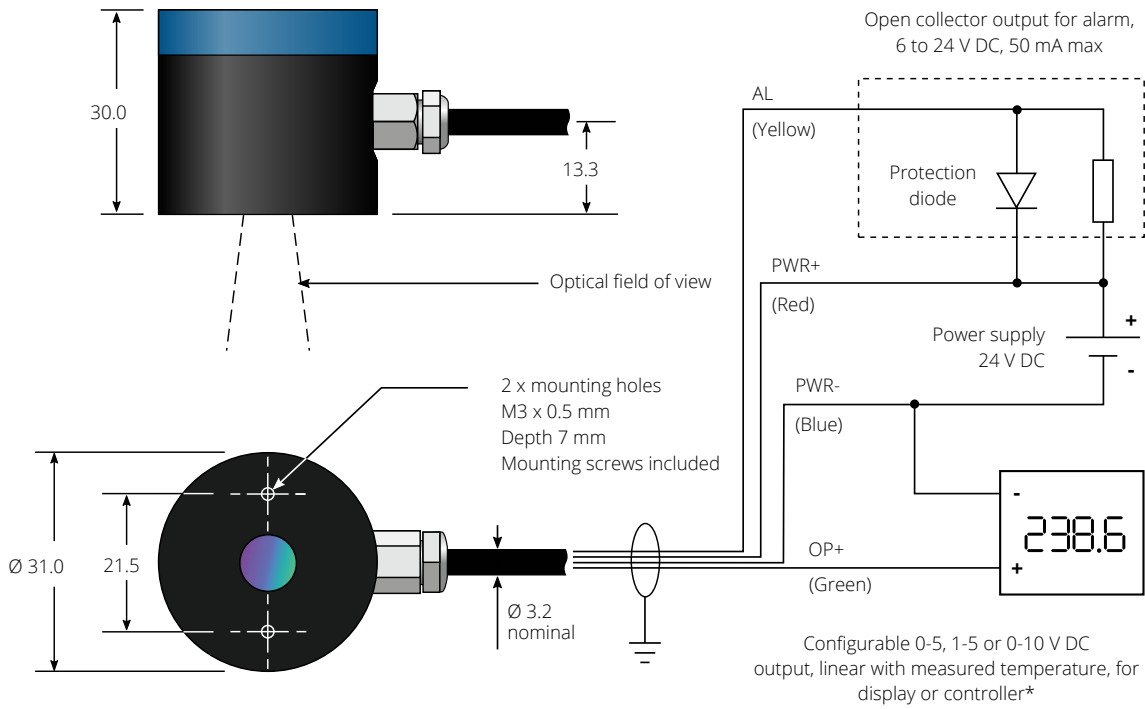 Open collector output for alarm,
6 to 24 V DC, 50 mA max
30.0
13.3
AL
(Yellow)
Protection
diode
Optical field of view
PWR+
(Red)
Power supply
24 V DC
+
-
2 x mounting holes
M3 x 0.5 mm
Depth 7 mm
Mounting screws included
PWR-
(Blue)
Ø 31.0
21.5
Ø 3.2
nominal
OP+
(Green)
-
+
238.6
Configurable 0-5, 1-5 or 0-10 V DC
output, linear with measured temperature, for
display or controller*